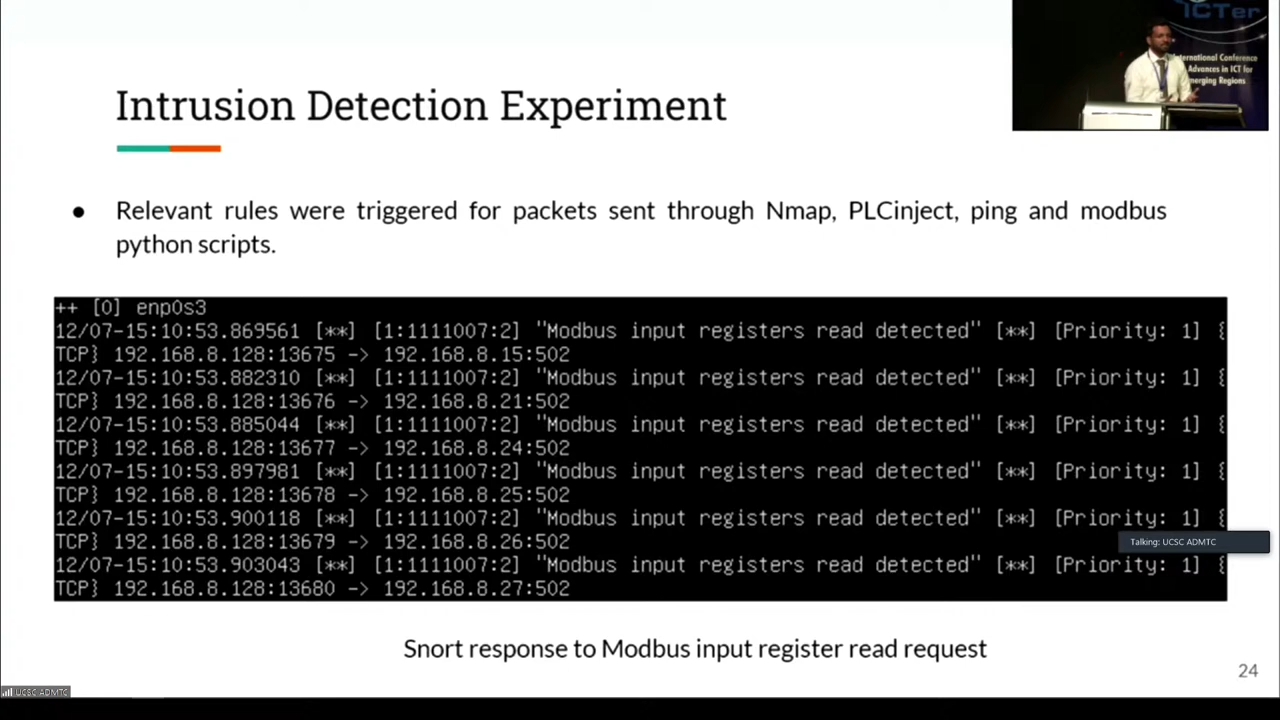 ICTer
International Conference
Advances in ICT for
merging Regions
Intrusion Detection Experiment
● Relevant rules were triggered for packets sent through Nmap, PLCinject, ping and modbus
python scripts.
++ [0] enp0s3
12/07-15:10:53.869561 [**] [1:1111007:2] "Modbus input registers read detected" [**] [Priority: 1] {
TCP} 192.168.8.128:13675 -> 192.168.8.15:502
12/07-15:10:53.882310 [**] [1:1111007:2] "Modbus input registers read detected" [**] [Priority: 1] {
TCP} 192.168.8.128:13676 -> 192.168.8.21:502
12/07-15:10:53.885044 [**] [1:1111007:2] "Modbus input registers read detected" [**] [Priority: 1] {
TCP} 192.168.8.128:13677 -> 192.168.8.24:502
12/07-15:10:53.897981 [**] [1:1111007:2] "Modbus input registers read detected" [**] [Priority: 1] {
TCP} 192.168.8.128:13678 -> 192.168.8.25:502
12/07-15:10:53.900118 [**] [1:1111007:2] "Modbus input registers read detected" [**] [Priority: 1] {
TCP} 192.168.8.128:13679 -> 192.168.8.26:502
Talking: UCSC ADMTC
12/07-15:10:53.903043 [**] [1:1111007:2] "Modbus input registers read detected" [**] [Priority: 1] {
TCP} 192.168.8.128:13680 -> 192.168.8.27:502
Snort response to Modbus input register read request
24
UCSC ADMTC